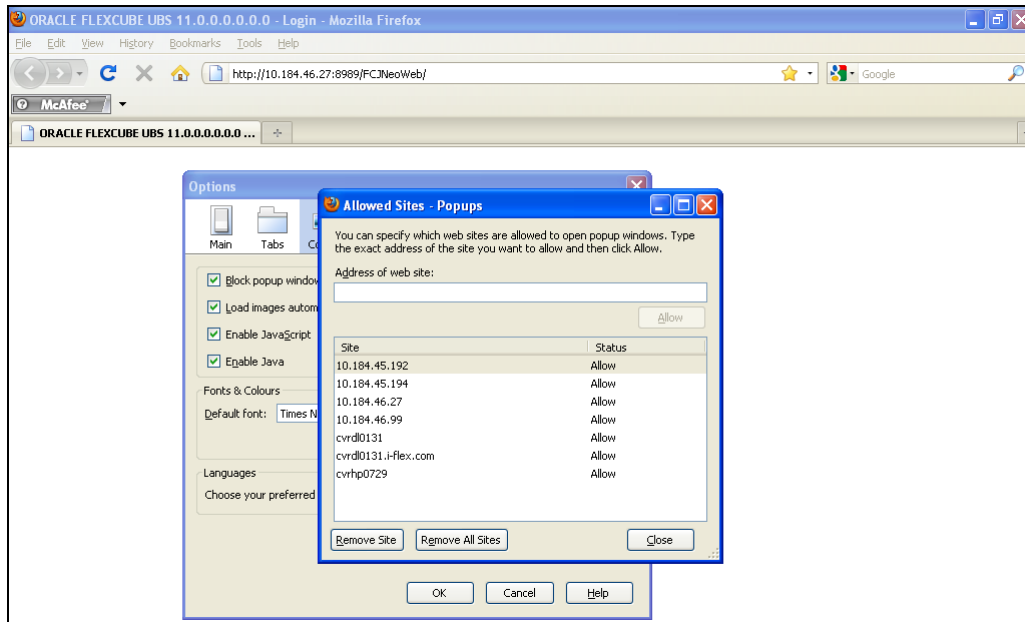 ORACLE FLEXCUBE UBS 11.0.0.0.0.0.0 - Login - Mozilla Firefox
File Edit View History Bookmarks Tools Help
http://10.184.46.27:8989/FCJNeoWeb/
Google
McAfee
ORACLE FLEXCUBE UBS 11.0.0.0.0.0.0 ...
Options
Main Tabs Co
Block popup window
Load images autom
Enable JavaScript
Enable Java
Fonts & Colours
Default font: Times N
Languages
Choose your preferred
Allowed Sites - Popups
You can specify which web sites are allowed to open popup windows. Type
the exact address of the site you want to allow and then click Allow.
Address of web site:
Allow
Site Status
10.184.45.192 Allow
10.184.45.194 Allow
10.184.46.27 Allow
10.184.46.99 Allow
cvrdl0131 Allow
cvrdl0131.i-flex.com Allow
cvrhp0729 Allow
Remove Site Remove All Sites Close
OK Cancel Help